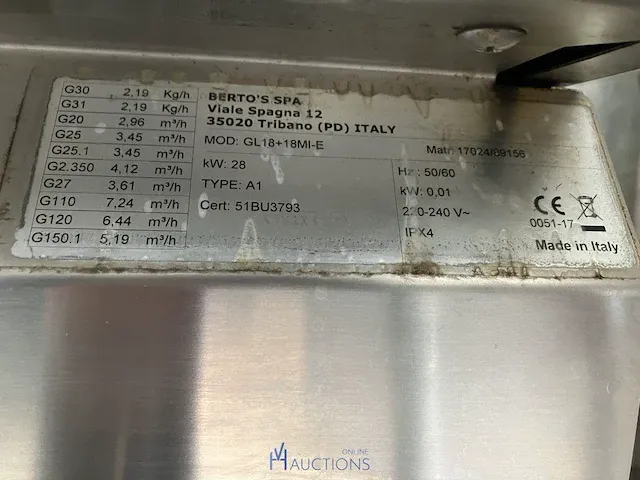 G30 2,19 Kg/h
G31 2,19 Kg/h
G20 2,96 m³/h
G25 3,45 m³/h
G25.1 3,45 m³/h
G2.350 4,12 m³/h
G27 3,61 m³/h
G110 7,24 m³/h
G120 6,44 m³/h
G150.1 5,19 m³/h
BERTO'S SPA
Viale Spagna 12
35020 Tribano (PD) ITALY
MOD: GL18+18MI-E
Matr: 17024/89156
kW: 28
TYPE: A1
Cert: 51BU3793
Hz : 50/60
kW: 0,01
220-240 V~
IPX4
CE
0051-17
Made in Italy
VH ONLINE
AUCTIONS